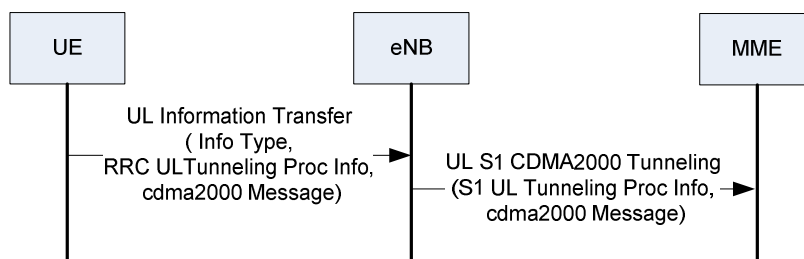 UE
eNB
MME
UL Information Transfer
( Info Type,
RRC ULTunneling Proc Info,
cdma2000 Message)
UL S1 CDMA2000 Tunneling
(S1 UL Tunneling Proc Info,
cdma2000 Message)